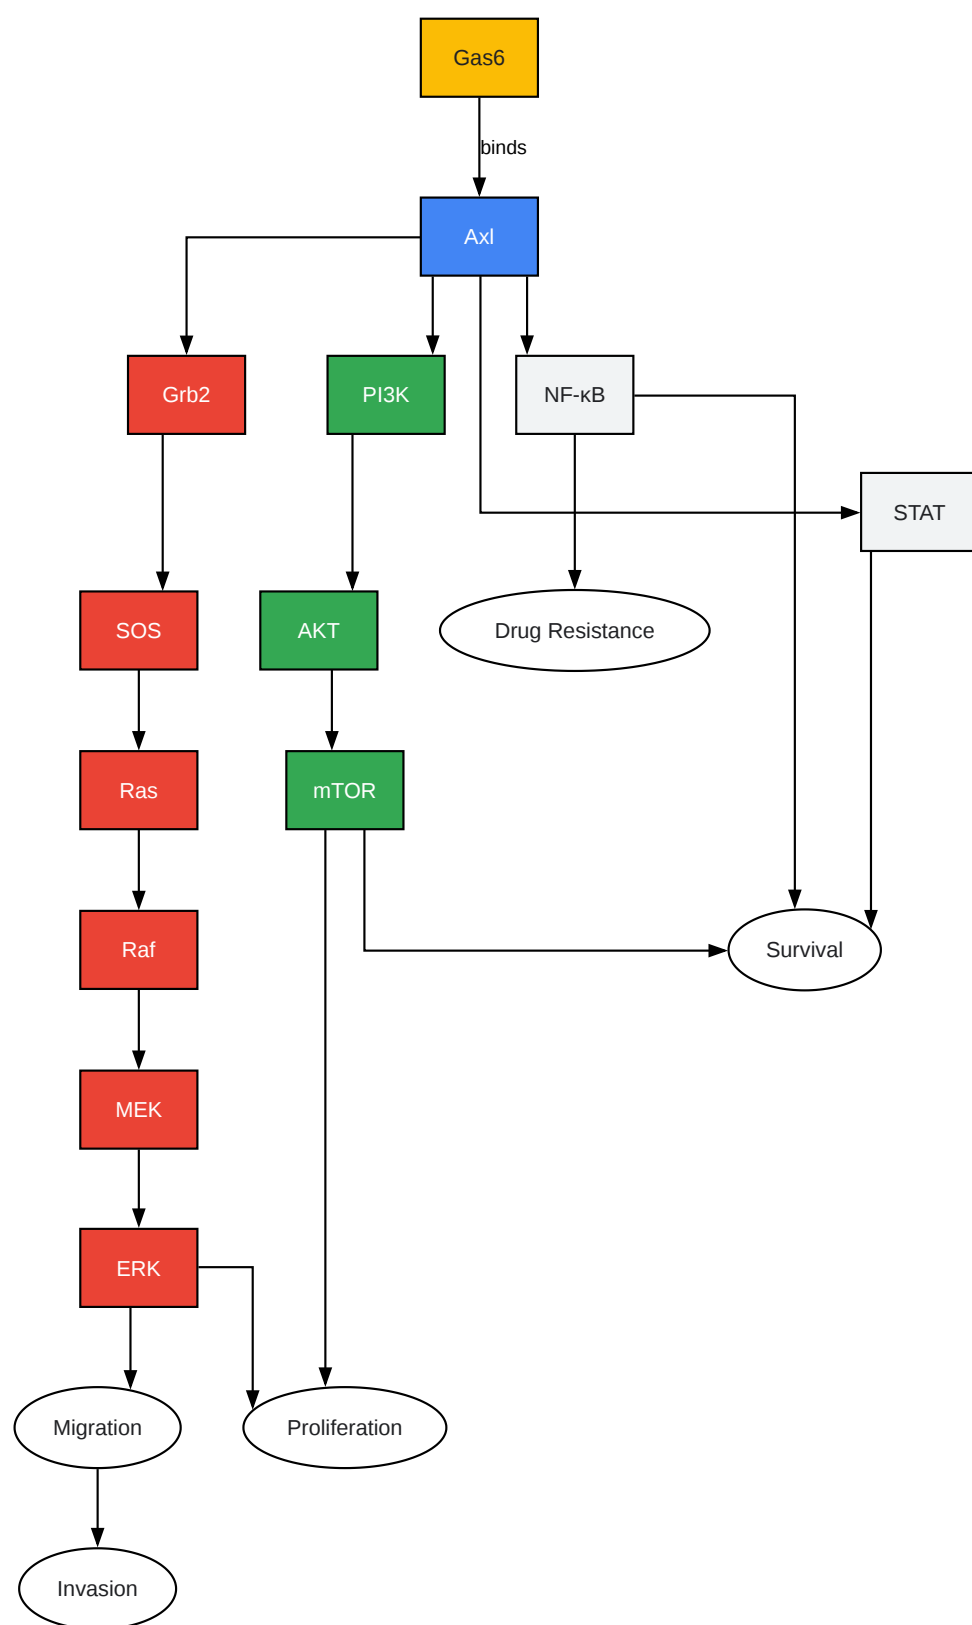 Gas6
binds
Axl
Grb2
PI3K
NF-κB
STAT
SOS
AKT
Drug Resistance
Ras
mTOR
Raf
Survival
MEK
ERK
Migration
Proliferation
Invasion